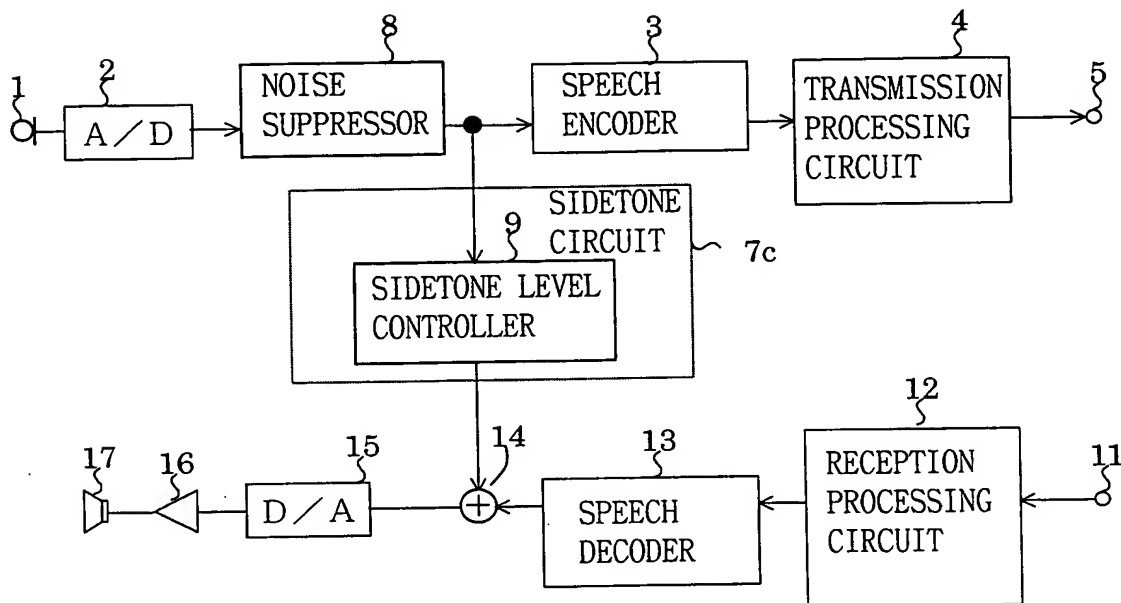 8
3
4
1
2
5
NOISE
SUPPRESSOR
SPEECH
ENCODER
TRANSMISSION
PROCESSING
CIRCUIT
A/D
SIDETONE
CIRCUIT
9
7c
SIDETONE LEVEL
CONTROLLER
12
14
13
11
17
16
15
D/A
+
SPEECH
DECODER
RECEPTION
PROCESSING
CIRCUIT